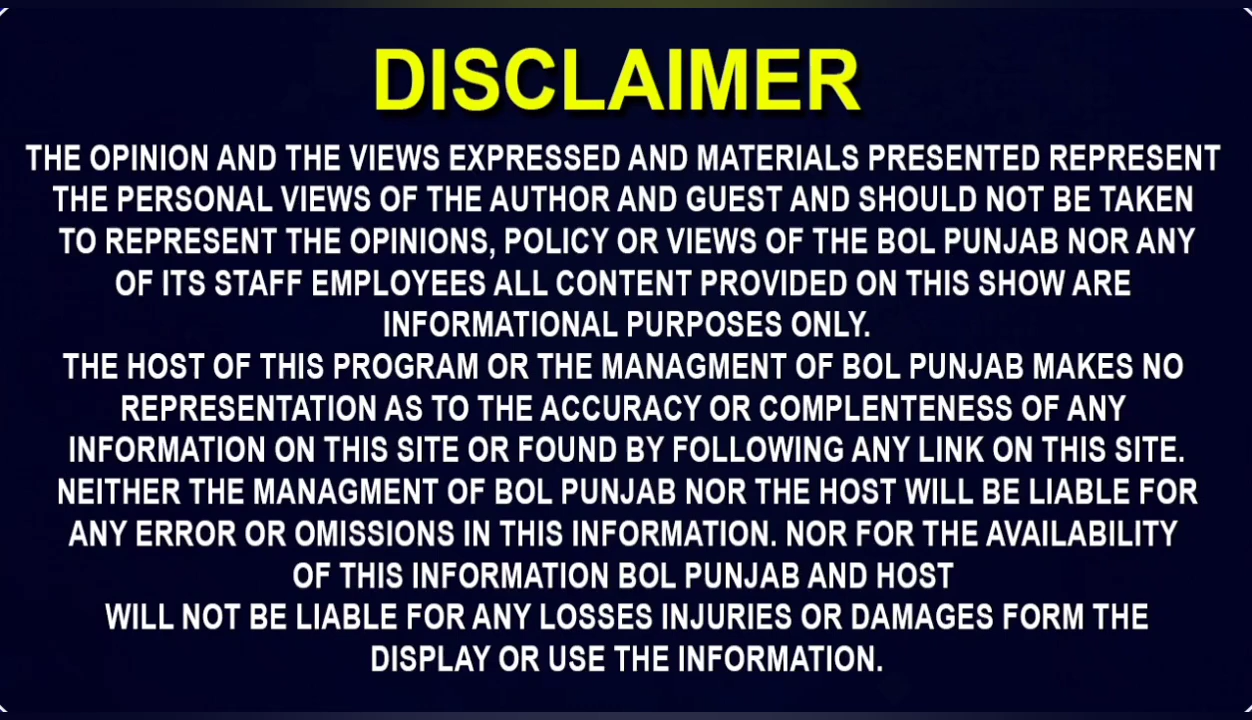 DISCLAIMER
THE OPINION AND THE VIEWS EXPRESSED AND MATERIALS PRESENTED REPRESENT
THE PERSONAL VIEWS OF THE AUTHOR AND GUEST AND SHOULD NOT BE TAKEN
TO REPRESENT THE OPINIONS, POLICY OR VIEWS OF THE BOL PUNJAB NOR ANY
OF ITS STAFF EMPLOYEES ALL CONTENT PROVIDED ON THIS SHOW ARE
INFORMATIONAL PURPOSES ONLY.
THE HOST OF THIS PROGRAM OR THE MANAGMENT OF BOL PUNJAB MAKES NO
REPRESENTATION AS TO THE ACCURACY OR COMPLENTENESS OF ANY
INFORMATION ON THIS SITE OR FOUND BY FOLLOWING ANY LINK ON THIS SITE.
NEITHER THE MANAGMENT OF BOL PUNJAB NOR THE HOST WILL BE LIABLE FOR
ANY ERROR OR OMISSIONS IN THIS INFORMATION. NOR FOR THE AVAILABILITY
OF THIS INFORMATION BOL PUNJAB AND HOST
WILL NOT BE LIABLE FOR ANY LOSSES INJURIES OR DAMAGES FORM THE
DISPLAY OR USE THE INFORMATION.